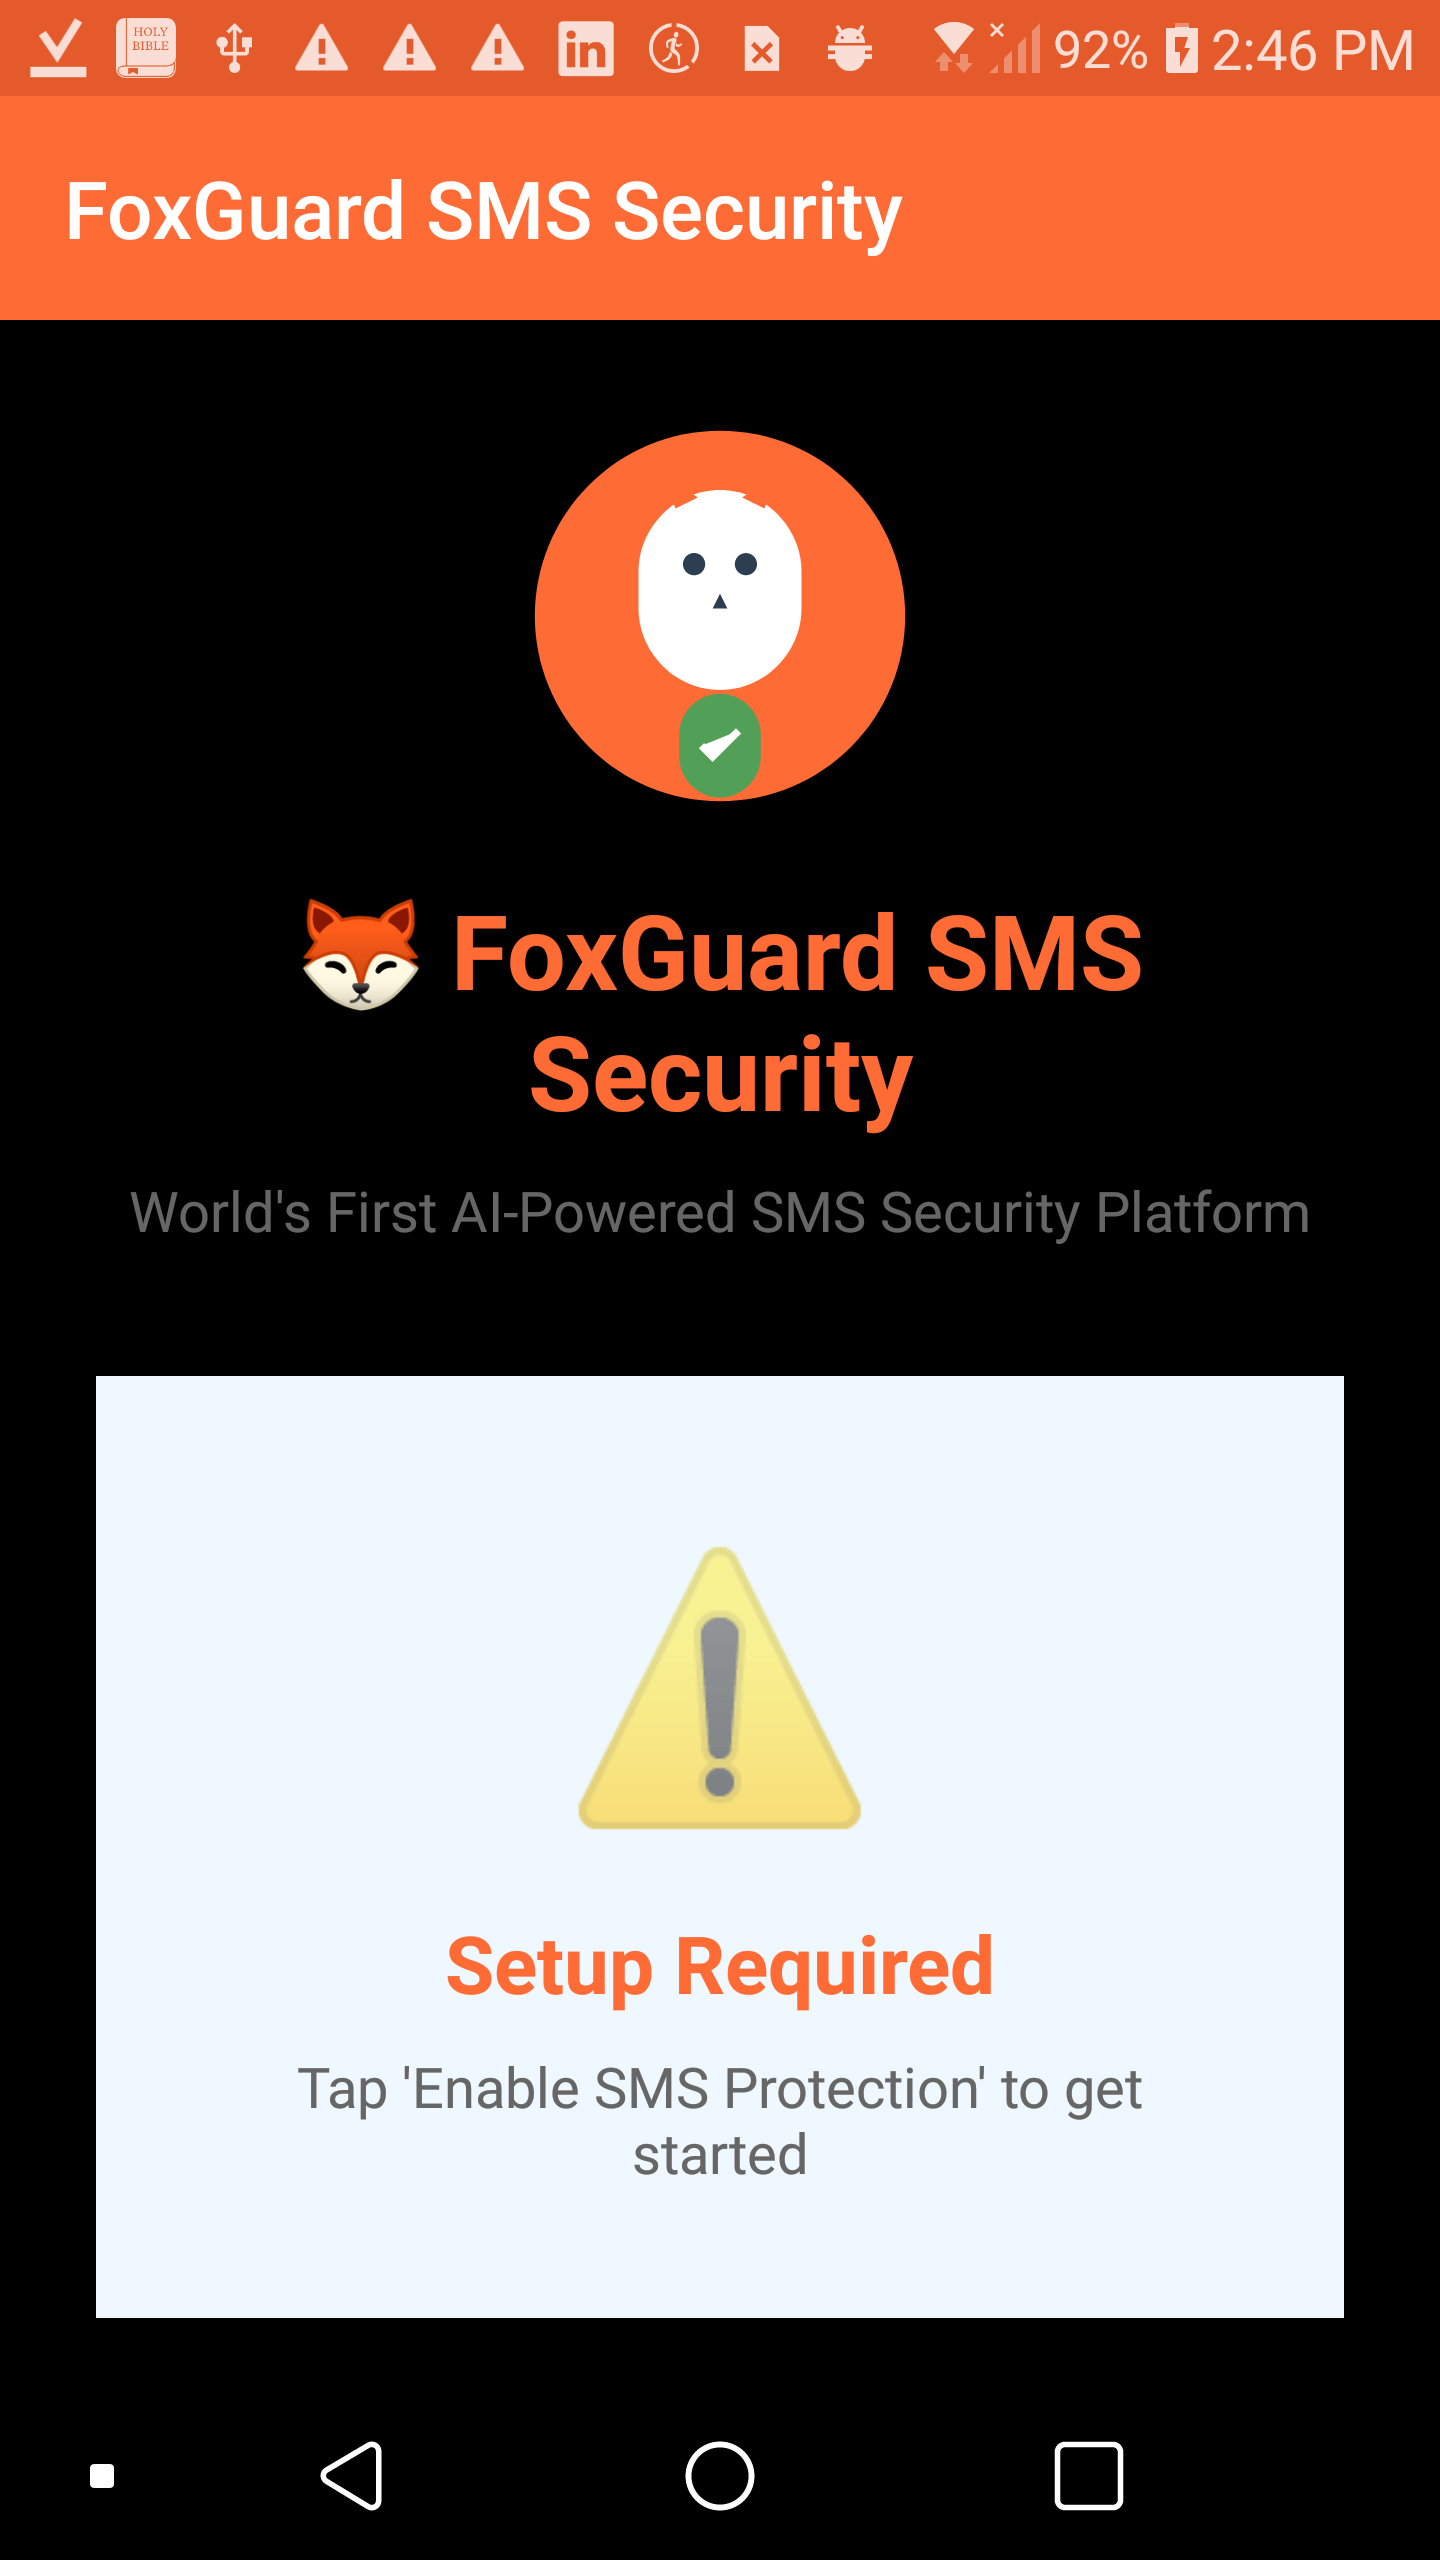 HOLY
BIBLE
in
92%
2:46 PM
FoxGuard SMS Security
🦊 FoxGuard SMS
Security
World's First AI-Powered SMS Security Platform
Setup Required
Tap 'Enable SMS Protection' to get
started